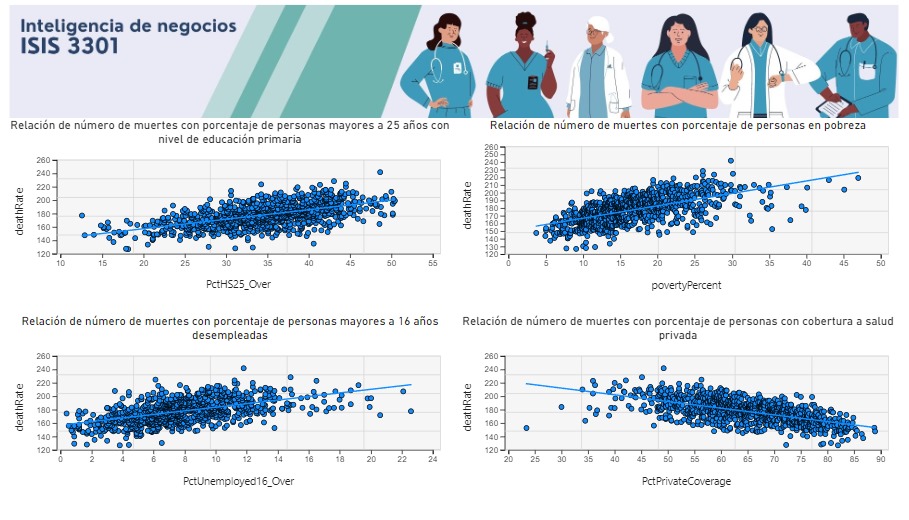 Inteligencia de negocios
ISIS 3301
Relación de número de muertes con porcentaje de personas mayores a 25 años con
nivel de educación primaria
260
240
220
200
180
160
140
120
deathRate
10 15 20 25 30 35 40 45 50 55
PctHS25_Over
Relación de número de muertes con porcentaje de personas en pobreza
260
250
240
230
220
210
200
190
180
170
160
150
140
130
120
deathRate
0 5 10 15 20 25 30 35 40 45 50
povertyPercent
Relación de número de muertes con porcentaje de personas mayores a 16 años
desempleadas
260
240
220
200
180
160
140
120
deathRate
0 2 4 6 8 10 12 14 16 18 20 22 24
PctUnemployed16_Over
Relación de número de muertes con porcentaje de personas con cobertura a salud
privada
260
240
220
200
180
160
140
120
deathRate
20 25 30 35 40 45 50 55 60 65 70 75 80 85 90
PctPrivateCoverage